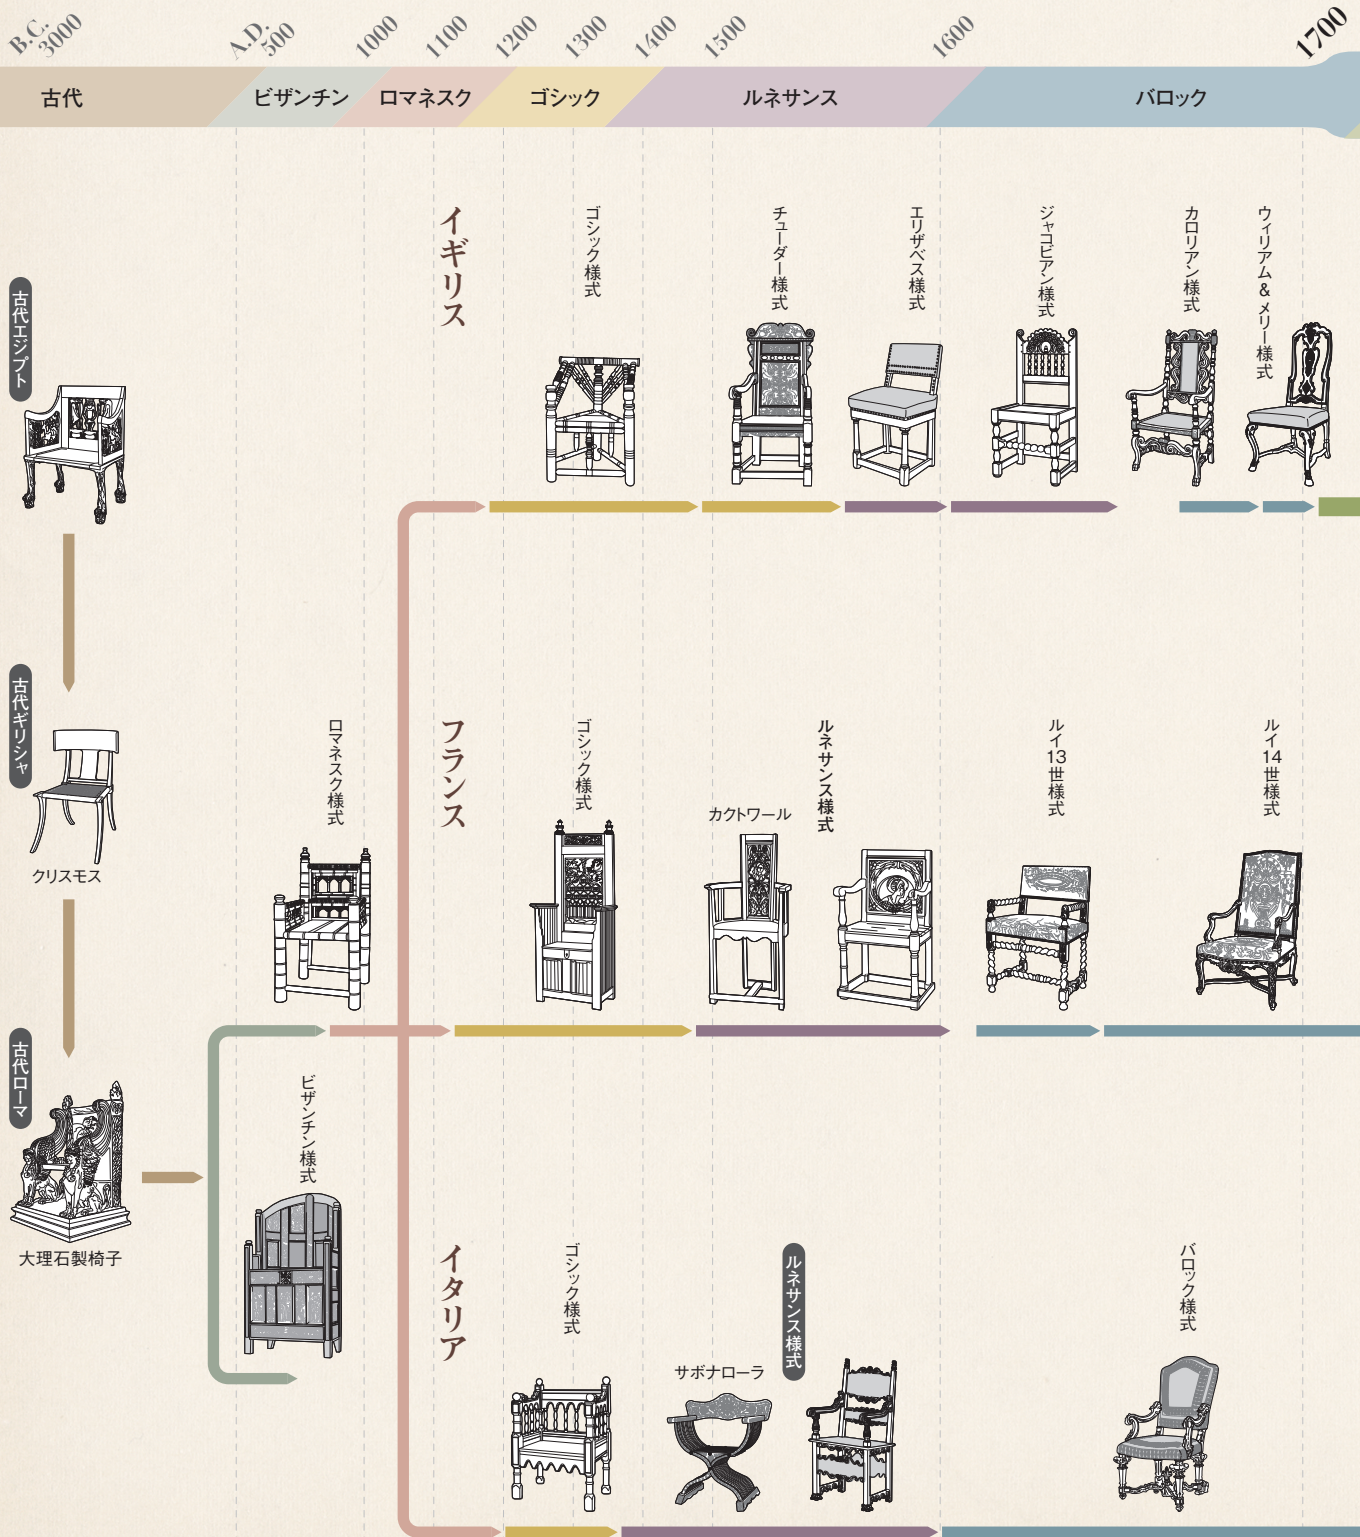 B.C. 3000
A.D. 500
1000
1100
1200
1300
1400
1500
1600
1700
古代
ビザンチン
ロマネスク
ゴシック
ルネサンス
バロック
古代エジプト
古代ギリシャ
クリスモス
古代ローマ
大理石製椅子
イギリス
ゴシック様式
チューダー様式
エリザベス様式
ジャコビアン様式
カロリアン様式
ウィリアム&メリー様式
ロマネスク様式
フランス
ゴシック様式
カクトワール
ルネサンス様式
ルイ13世様式
ルイ14世様式
ビザンチン様式
イタリア
ゴシック様式
サボナローラ
ルネサンス様式
バロック様式